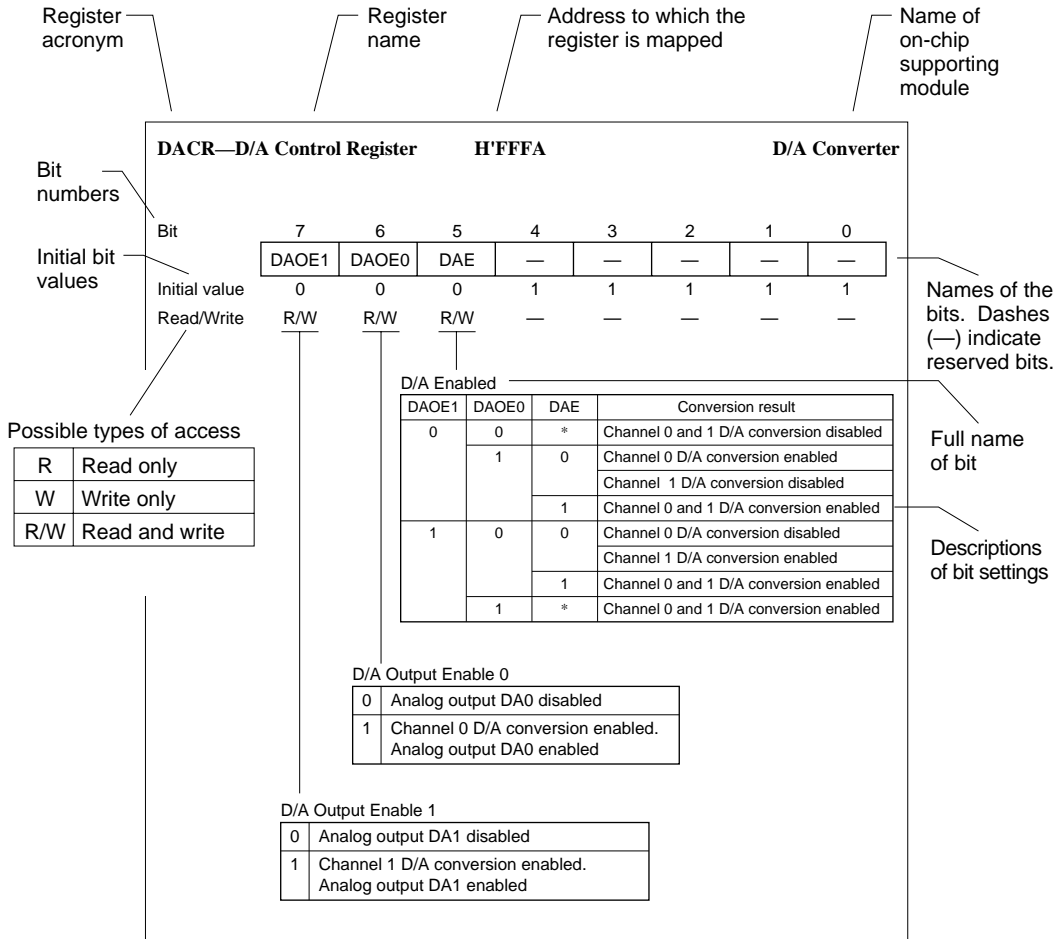 Register acronym
Register name
Address to which the register is mapped
Name of on-chip supporting module
DACR—D/A Control Register H'FFFA D/A Converter
Bit numbers
Bit 7 6 5 4 3 2 1 0
Initial bit values
DAOE1 DAOE0 DAE — — — — —
Initial value 0 0 0 1 1 1 1 1
Read/Write R/W R/W R/W — — — — —
Names of the bits. Dashes (—) indicate reserved bits.
D/A Enabled
DAOE1 DAOE0 DAE Conversion result
0 0 * Channel 0 and 1 D/A conversion disabled
1 0 Channel 0 D/A conversion enabled
Channel 1 D/A conversion disabled
1 Channel 0 and 1 D/A conversion enabled
1 0 0 Channel 0 D/A conversion disabled
Channel 1 D/A conversion enabled
1 Channel 0 and 1 D/A conversion enabled
1 * Channel 0 and 1 D/A conversion enabled
Full name of bit
Descriptions of bit settings
Possible types of access
R Read only
W Write only
R/W Read and write
D/A Output Enable 0
0 Analog output DA0 disabled
1 Channel 0 D/A conversion enabled.
Analog output DA0 enabled
D/A Output Enable 1
0 Analog output DA1 disabled
1 Channel 1 D/A conversion enabled.
Analog output DA1 enabled